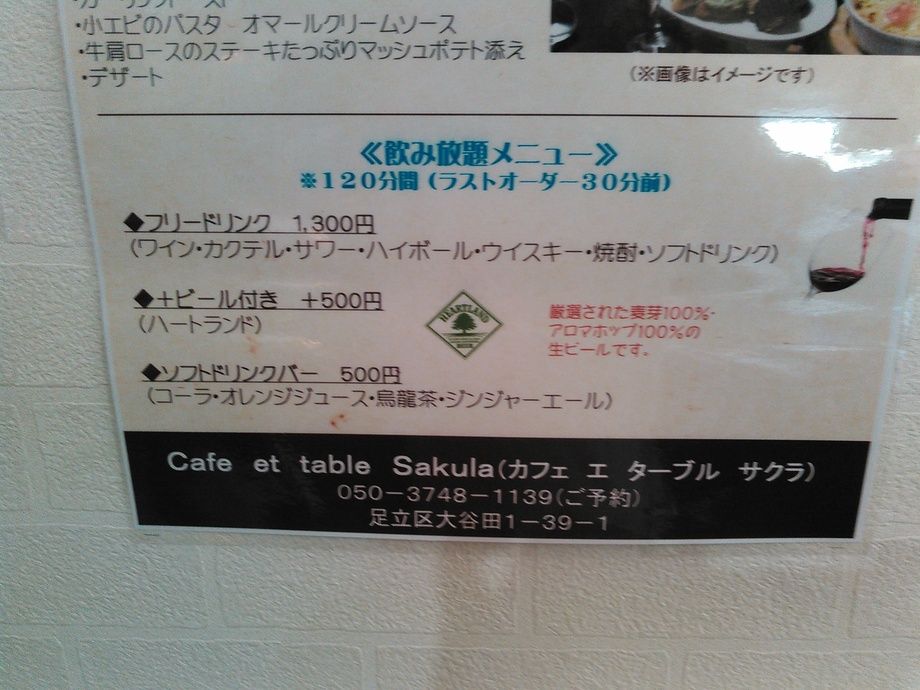 ・小エビのパスタ　オマールクリームソース
・牛肩ロースのステーキたっぷりマッシュポテト添え
・デザート
（※画像はイメージです）
≪飲み放題メニュー≫
※１２０分間（ラストオーダー３０分前）
◆フリードリンク　1,300円
（ワイン・カクテル・サワー・ハイボール・ウイスキー・焼酎・ソフトドリンク）
◆＋ビール付き　＋500円
（ハートランド）
HEARTLAND
BEER
厳選された麦芽100%・
アロマホップ100%の
生ビールです。
◆ソフトドリンクバー　500円
（コーラ・オレンジジュース・烏龍茶・ジンジャーエール）
Cafe et table Sakula（カフェ エ ターブル サクラ）
050－3748－1139（ご予約）
足立区大谷田1－39－1